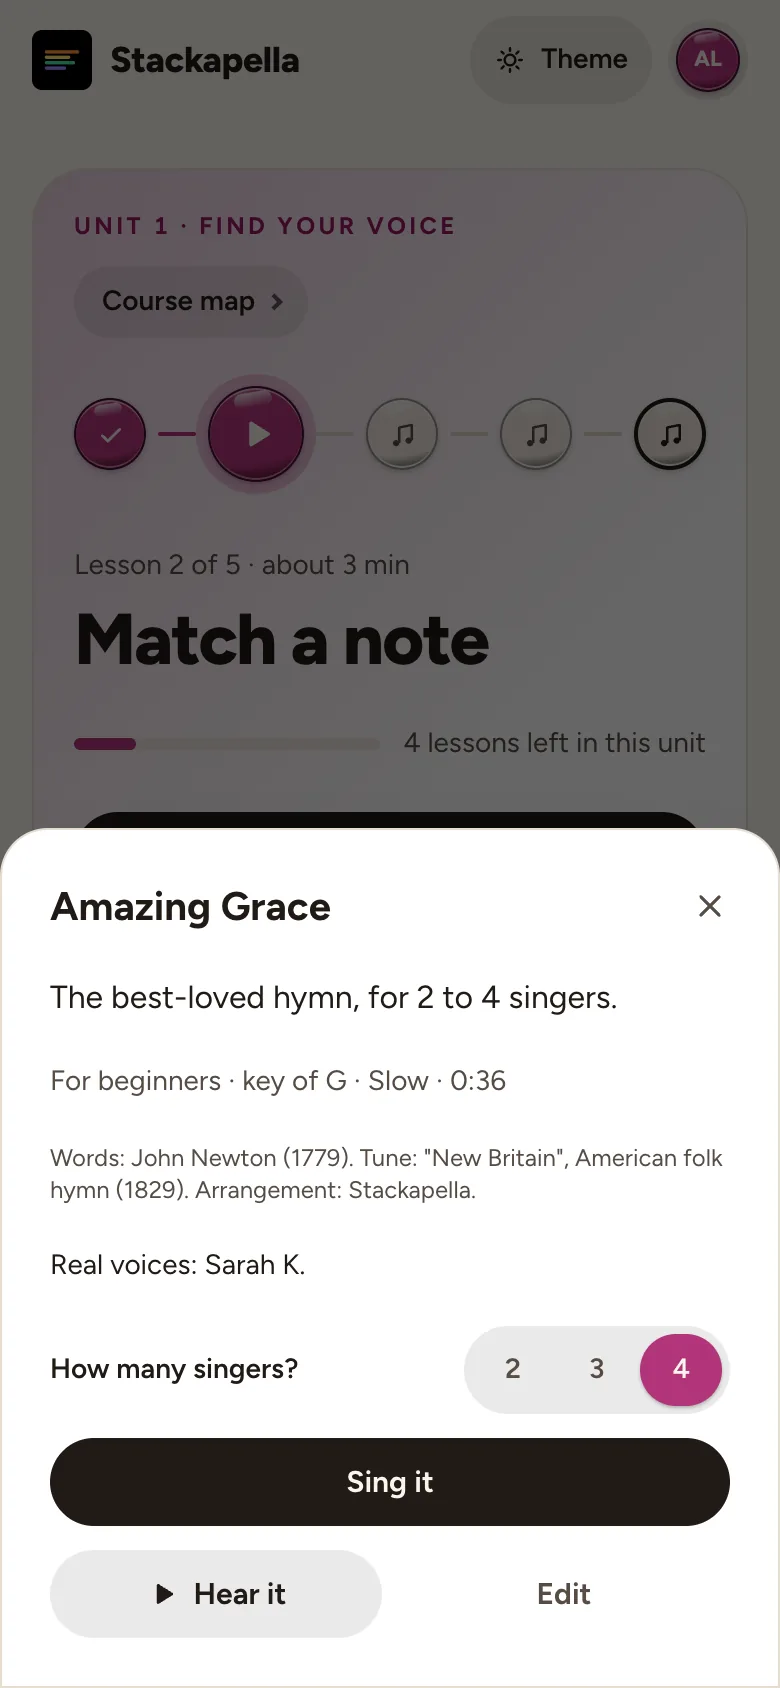 Stackapella
Theme
AL
UNIT 1 · FIND YOUR VOICE
Course map
Lesson 2 of 5 · about 3 min
Match a note
4 lessons left in this unit
Amazing Grace
The best-loved hymn, for 2 to 4 singers.
For beginners · key of G · Slow · 0:36
Words: John Newton (1779). Tune: "New Britain", American folk
hymn (1829). Arrangement: Stackapella.
Real voices: Sarah K.
How many singers?
2 3 4
Sing it
Hear it
Edit